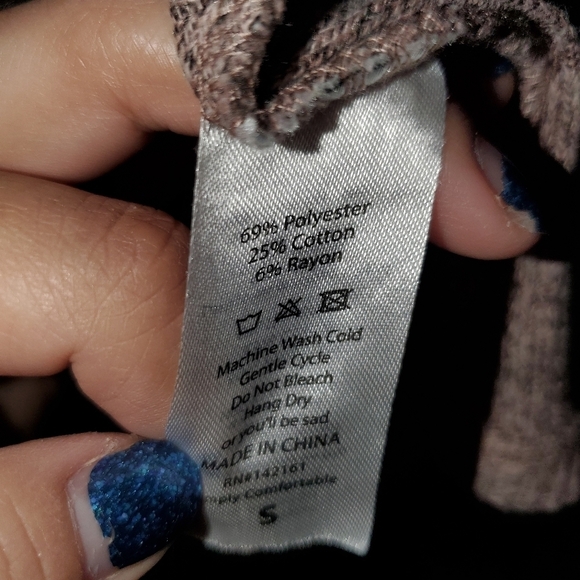 69% Polyester
25% Cotton
6% Rayon
Machine Wash Cold
Gentle Cycle
Do Not Bleach
Hang Dry
or you'll be sad
MADE IN CHINA
RN#142161
mply Comfortable
S